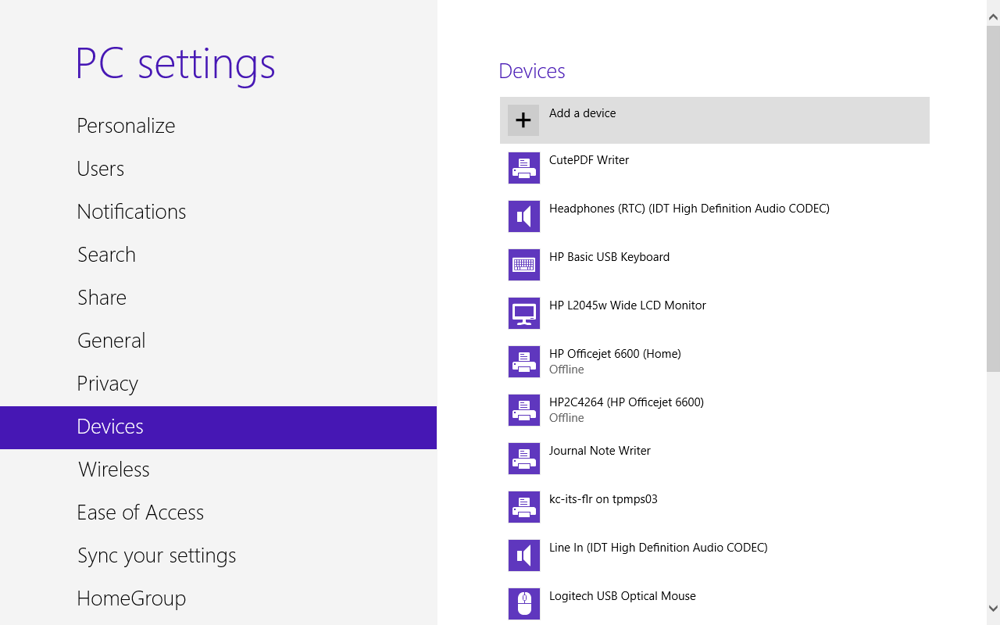 PC settings
Personalize
Users
Notifications
Search
Share
General
Privacy
Devices
Wireless
Ease of Access
Sync your settings
HomeGroup
Devices
Add a device
CutePDF Writer
Headphones (RTC) (IDT High Definition Audio CODEC)
HP Basic USB Keyboard
HP L2045w Wide LCD Monitor
HP Officejet 6600 (Home)
Offline
HP2C4264 (HP Officejet 6600)
Offline
Journal Note Writer
kc-its-flr on tpmps03
Line In (IDT High Definition Audio CODEC)
Logitech USB Optical Mouse